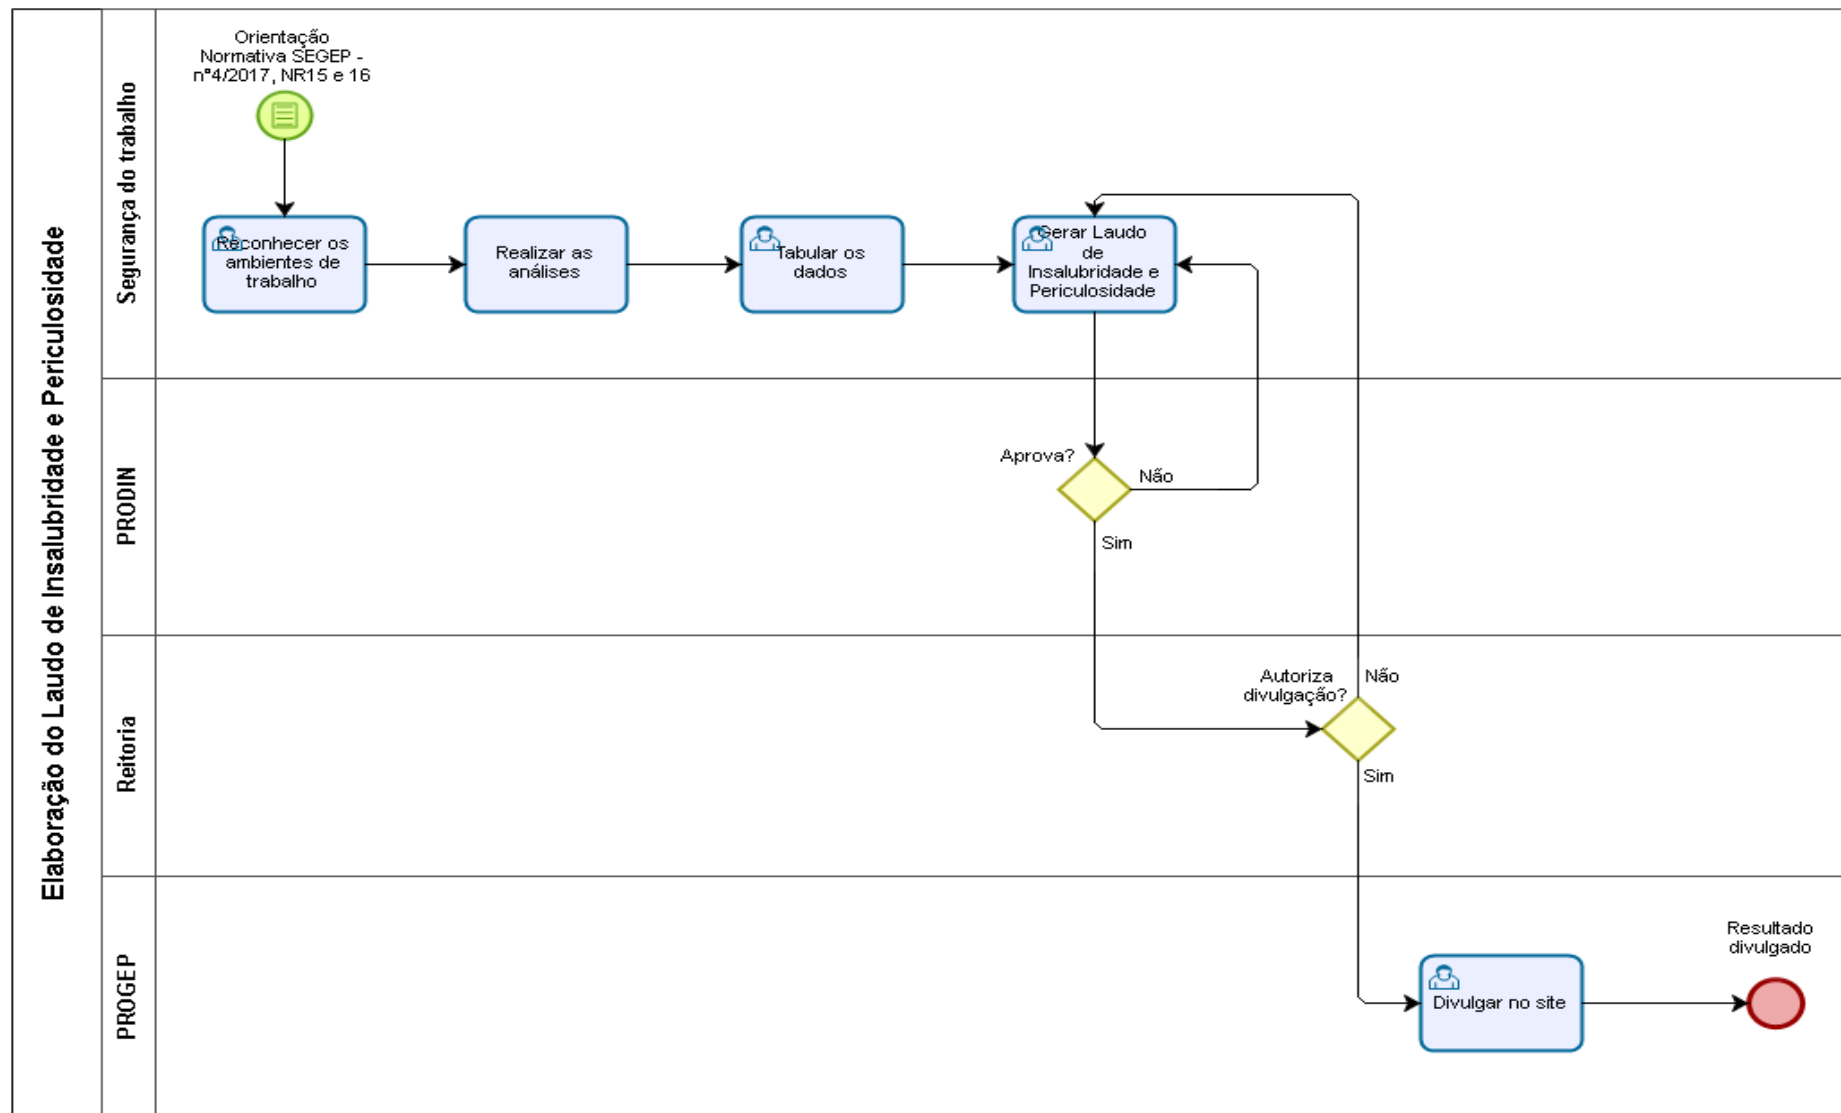 Elaboração do Laudo de Insalubridade e Periculosidade
Segurança do trabalho
Orientação
Normativa SEGEP -
n°4/2017, NR15 e 16
Reconhecer os
ambientes de
trabalho
Realizar as
análises
Tabular os
dados
Gerar Laudo
de
Insalubridade e
Periculosidade
PRODIN
Aprova?
Não
Sim
Reitoria
Autoriza
divulgação?
Não
Sim
PROGEP
Divulgar no site
Resultado
divulgado